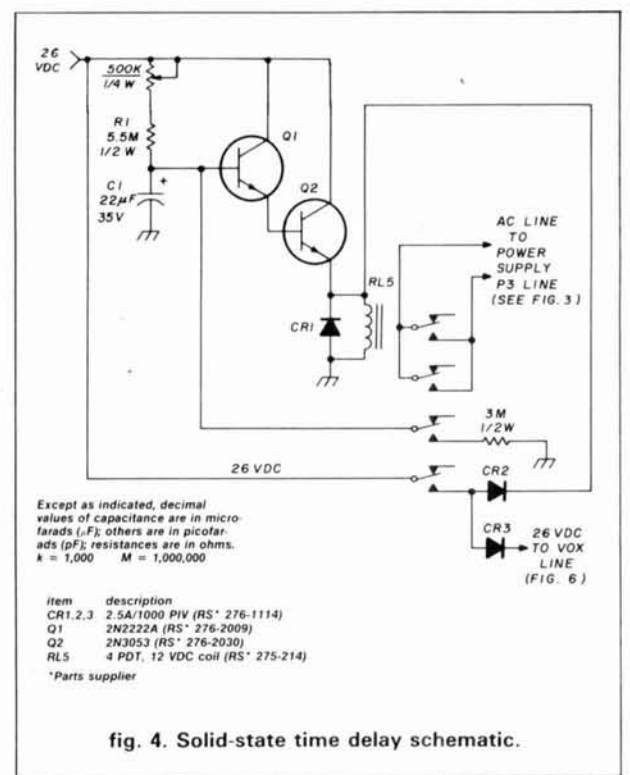 26
VDC
500K
1/4 W
R1
5.5M
1/2 W
C1
22µF
35V
+
Q1
Q2
RL5
CR1
AC LINE
TO
POWER
SUPPLY
P3 LINE
(SEE FIG. 3)
3M
1/2W
26 VDC
CR2
CR3
26 VDC
TO VOX
LINE
(FIG. 6)
Except as indicated, decimal
values of capacitance are in micro-
farads (µF); others are in picofar-
ads (pF); resistances are in ohms.
k = 1,000 M = 1,000,000
item description
CR1,2,3 2.5A/1000 PIV (RS* 276-1114)
Q1 2N2222A (RS* 276-2009)
Q2 2N3053 (RS* 276-2030)
RL5 4 PDT, 12 VDC coil (RS* 275-214)
*Parts supplier
fig. 4. Solid-state time delay schematic.